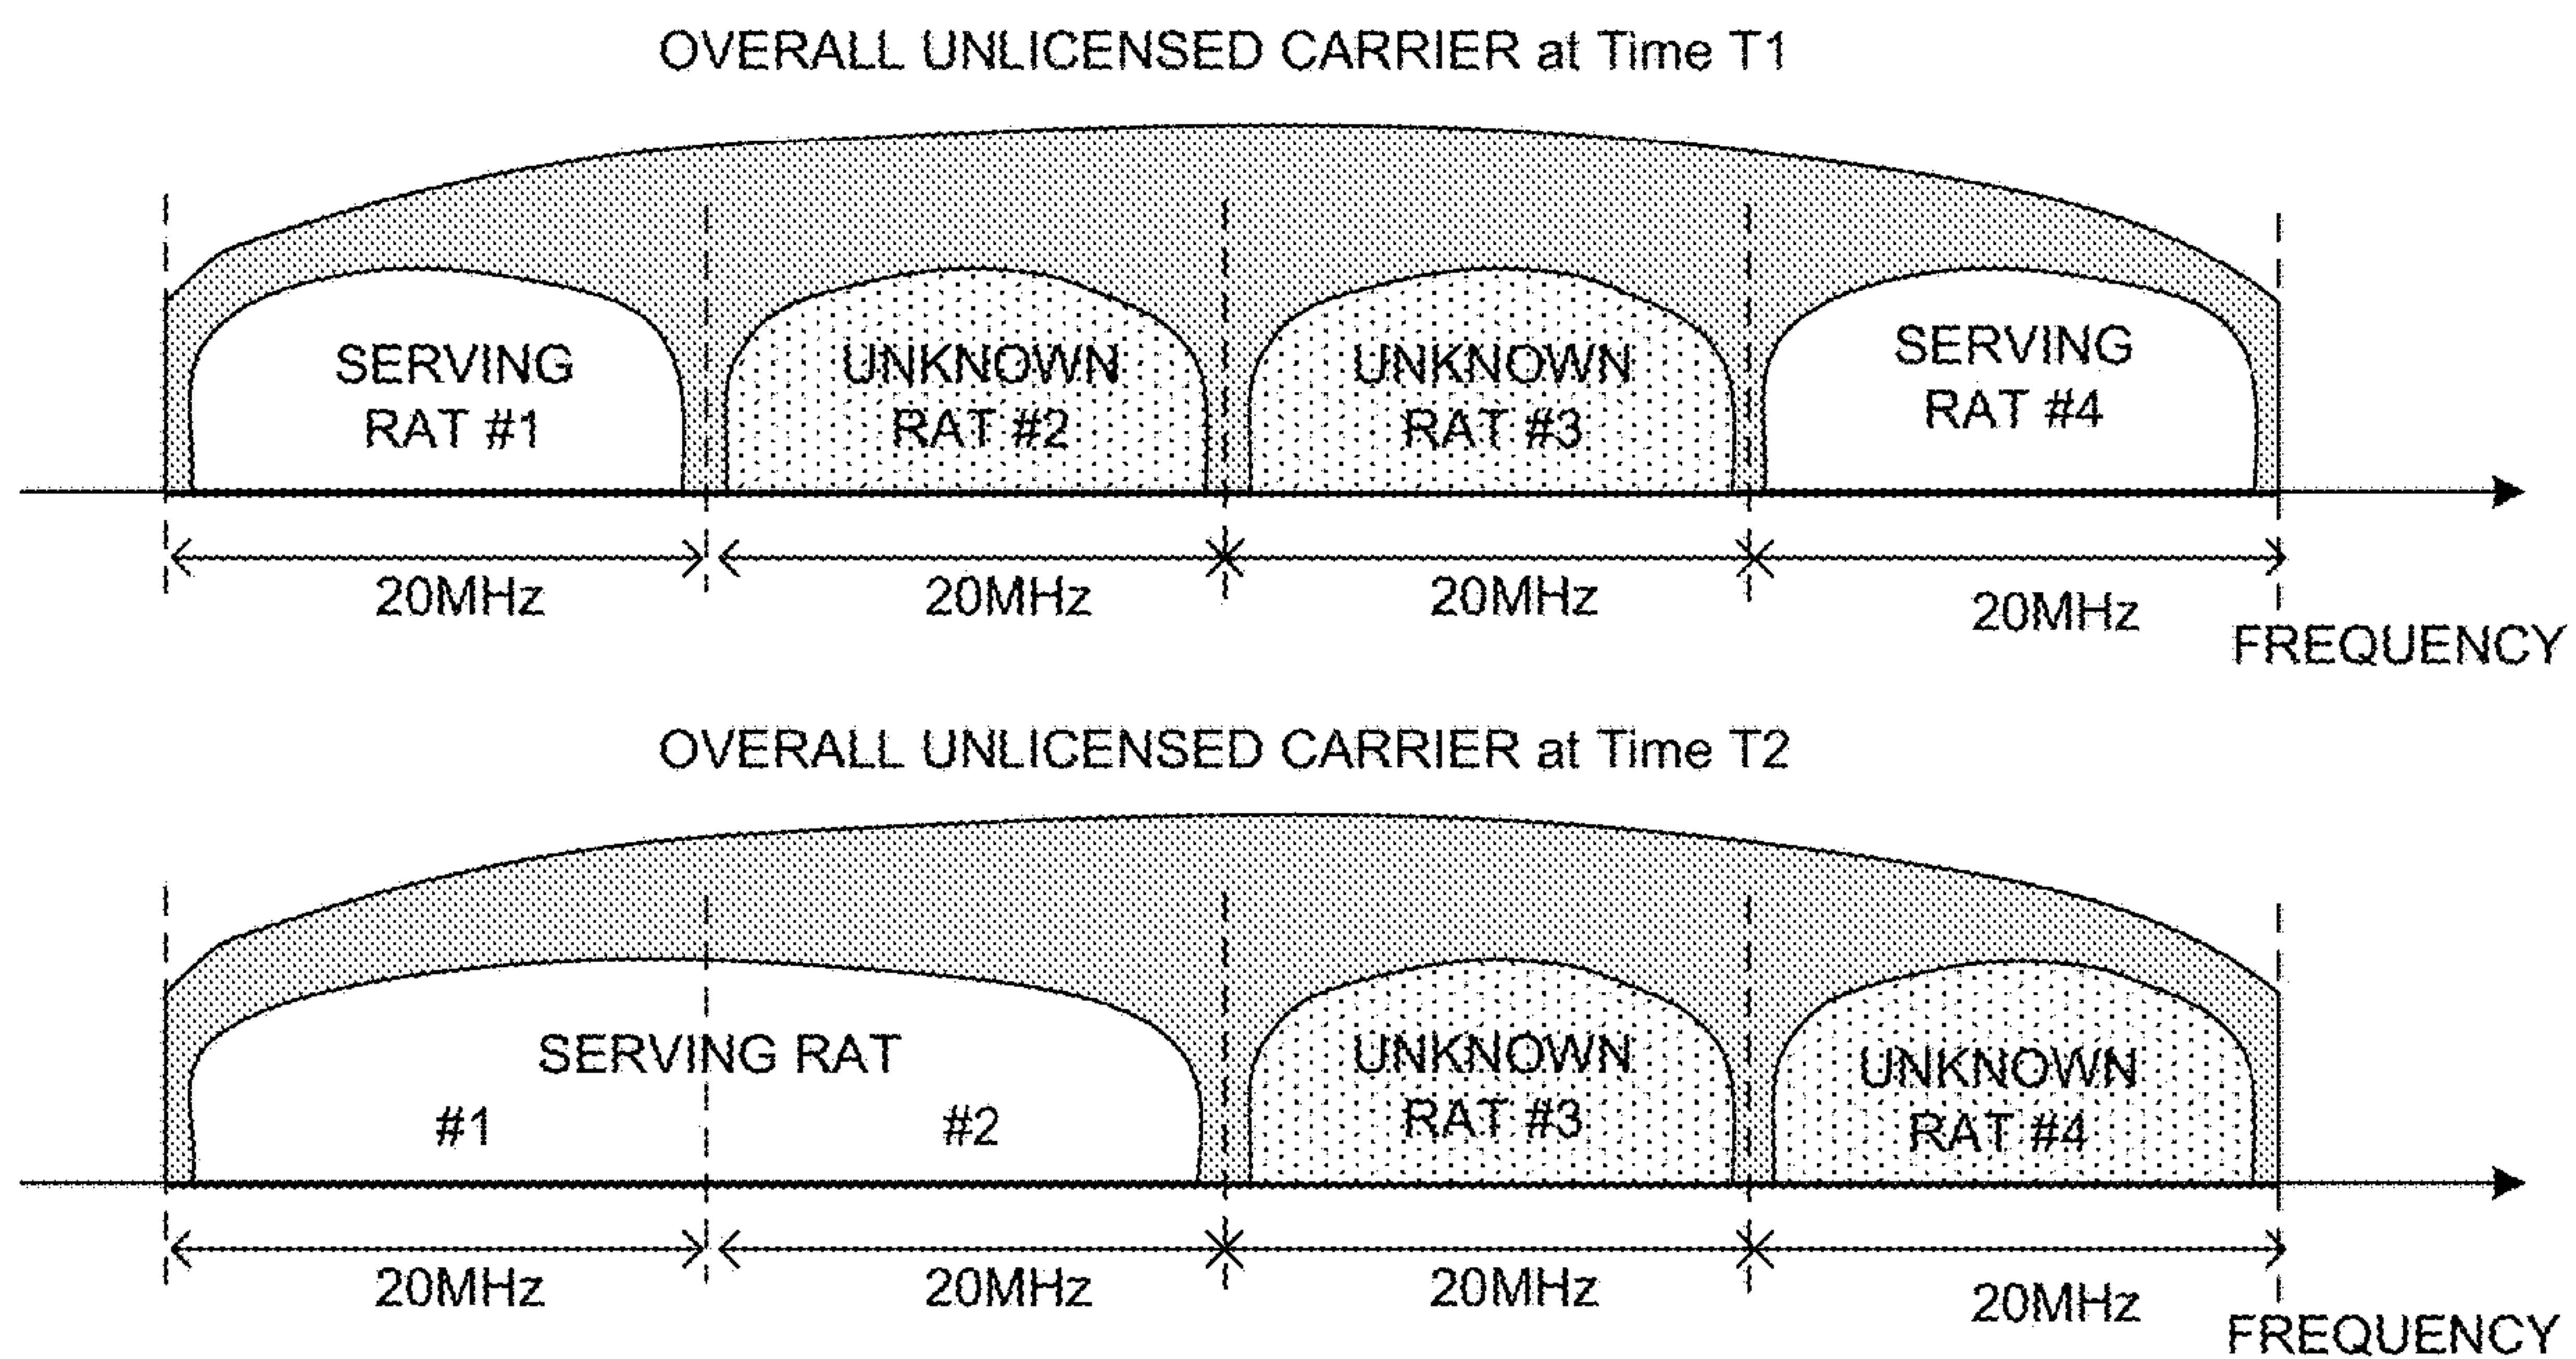 OVERALL UNLICENSED CARRIER at Time T1
SERVING
RAT #1
UNKNOWN
RAT #2
UNKNOWN
RAT #3
SERVING
RAT #4
20MHz
20MHz
20MHz
20MHz
FREQUENCY
OVERALL UNLICENSED CARRIER at Time T2
SERVING RAT
#1
#2
UNKNOWN
RAT #3
UNKNOWN
RAT #4
20MHz
20MHz
20MHz
20MHz
FREQUENCY